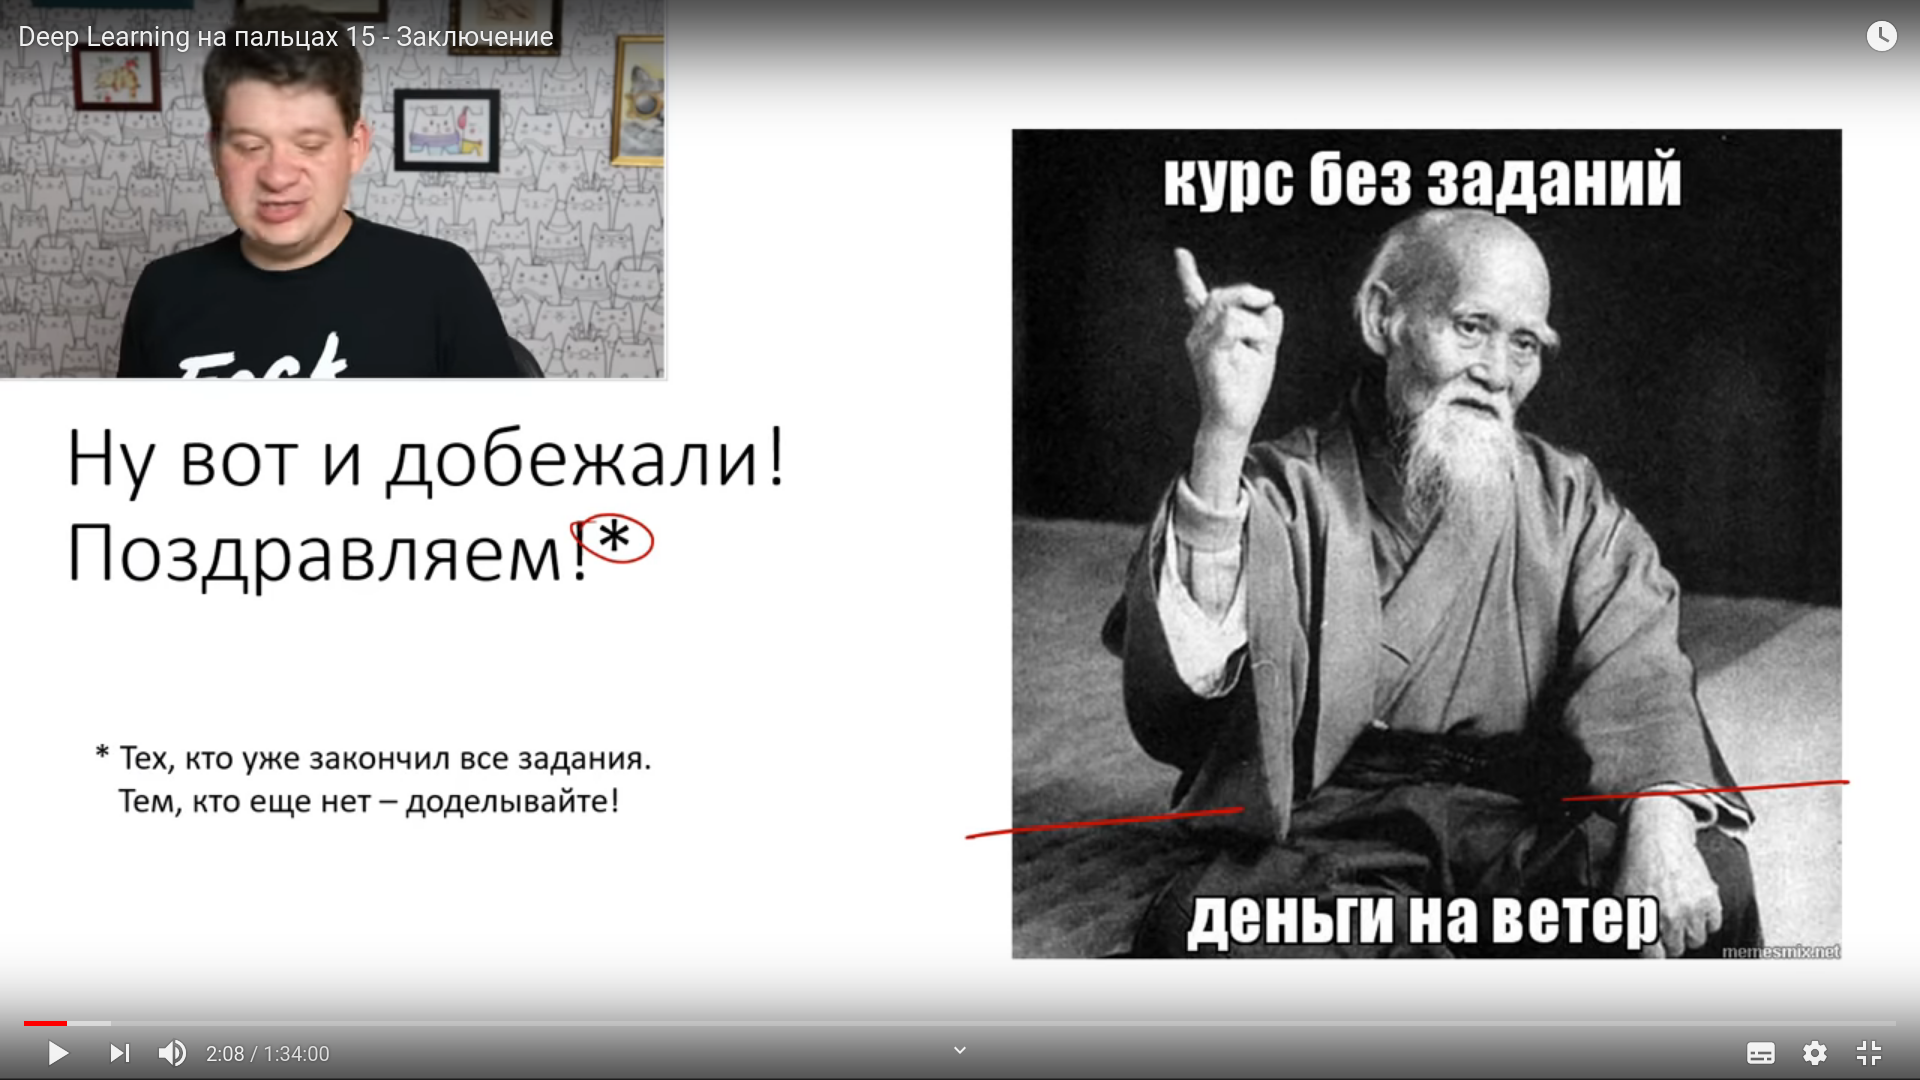 Deep Learning на пальцах 15 - Заключение
Ну вот и добежали!
Поздравляем!*
* Тех, кто уже закончил все задания.
Тем, кто еще нет – доделывайте!
курс без заданий
деньги на ветер
memesmix.net
2:08 / 1:34:00